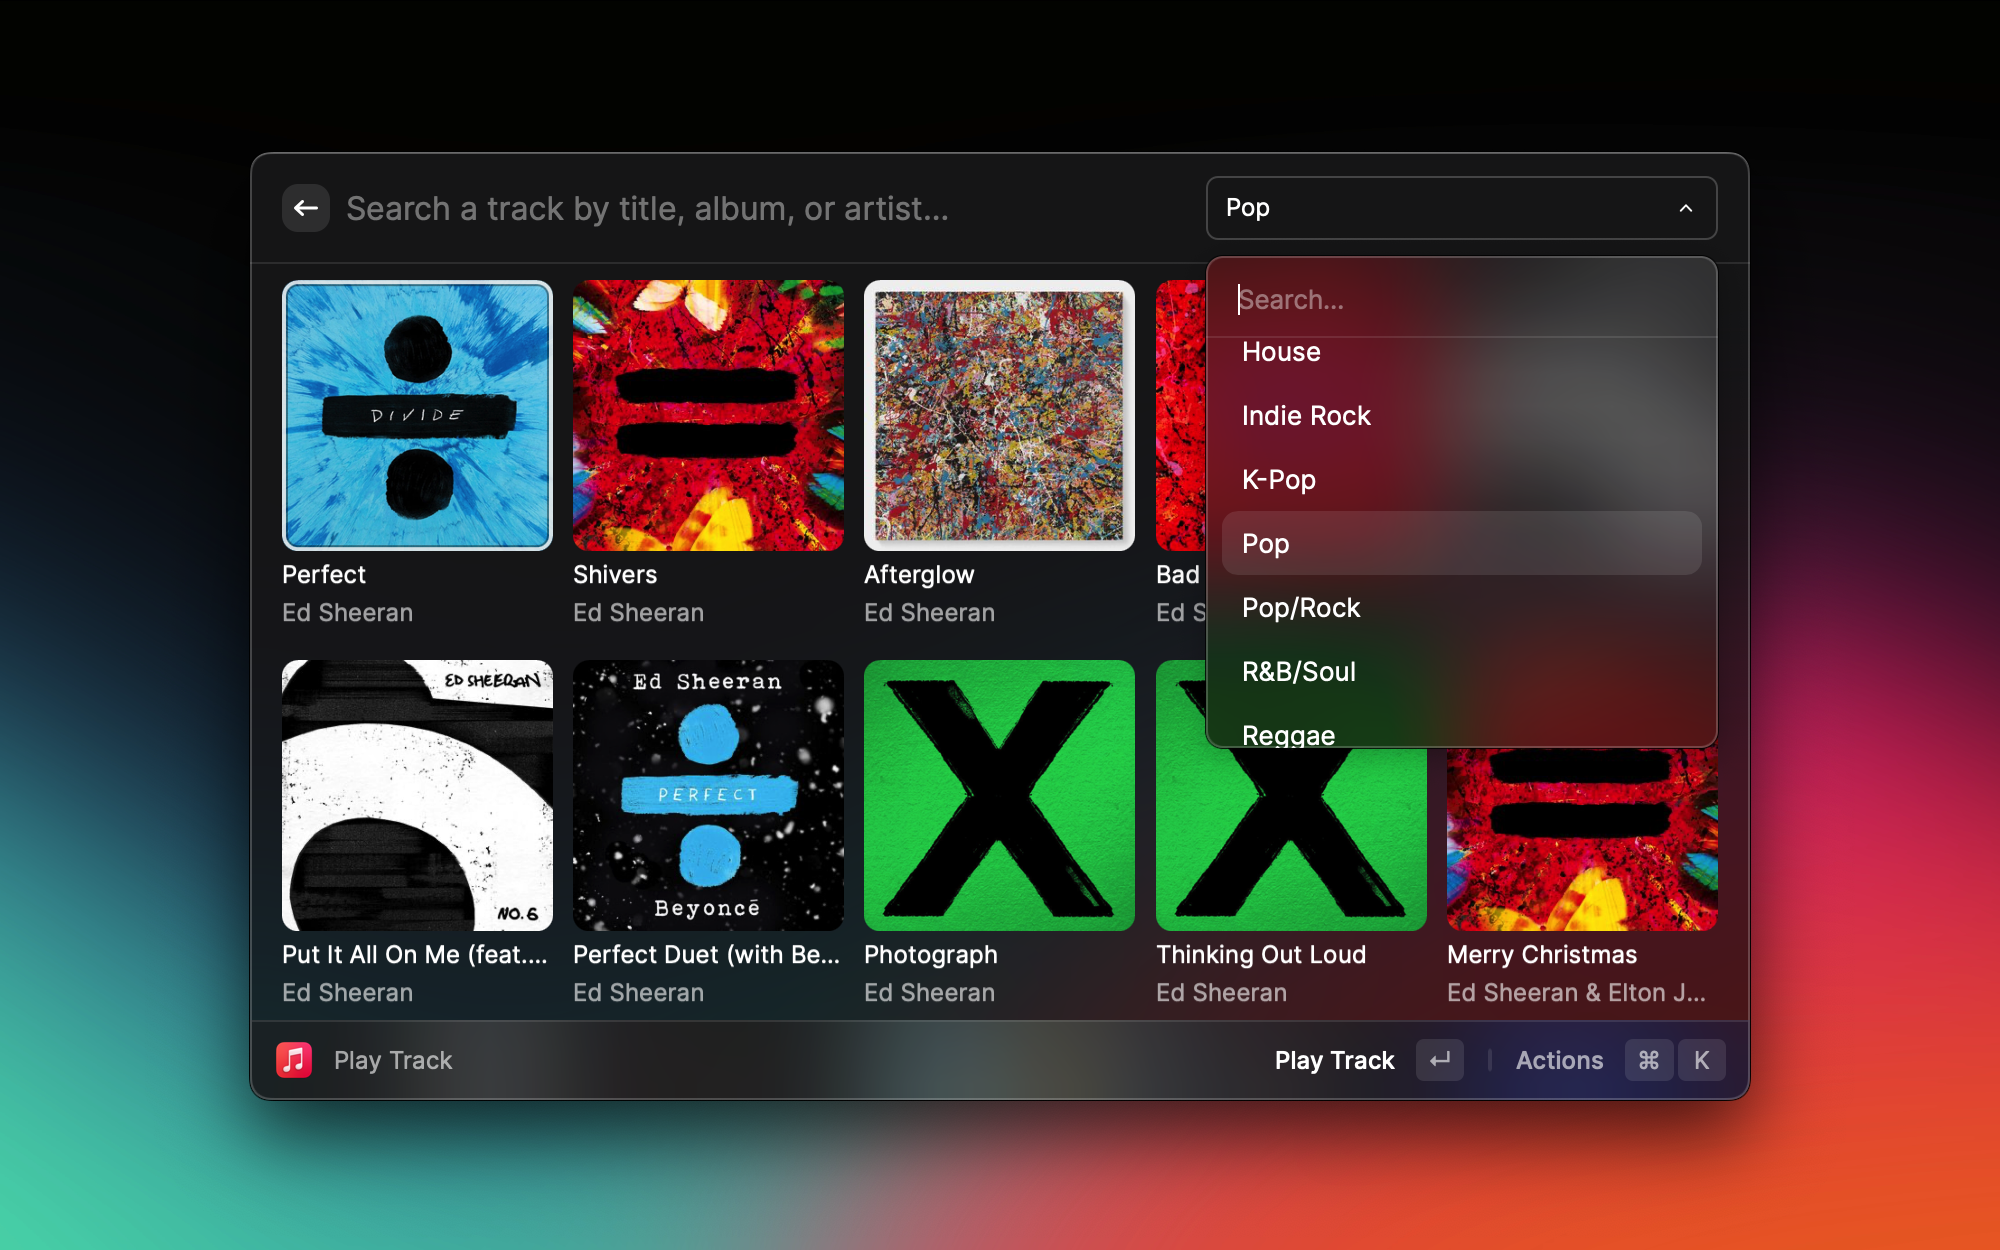 Search a track by title, album, or artist...
Pop
Search...
House
Indie Rock
K-Pop
Pop
Pop/Rock
R&B/Soul
Reggae
DIVIDE
Perfect
Ed Sheeran
Shivers
Ed Sheeran
Afterglow
Ed Sheeran
Bad
Ed S
ED SHEERAN
NO.6
Put It All On Me (feat....
Ed Sheeran
Ed Sheeran
PERFECT
Beyoncé
Perfect Duet (with Be...
Ed Sheeran
Photograph
Ed Sheeran
Thinking Out Loud
Ed Sheeran
Merry Christmas
Ed Sheeran & Elton J...
Play Track
Play Track
Actions ⌘ K